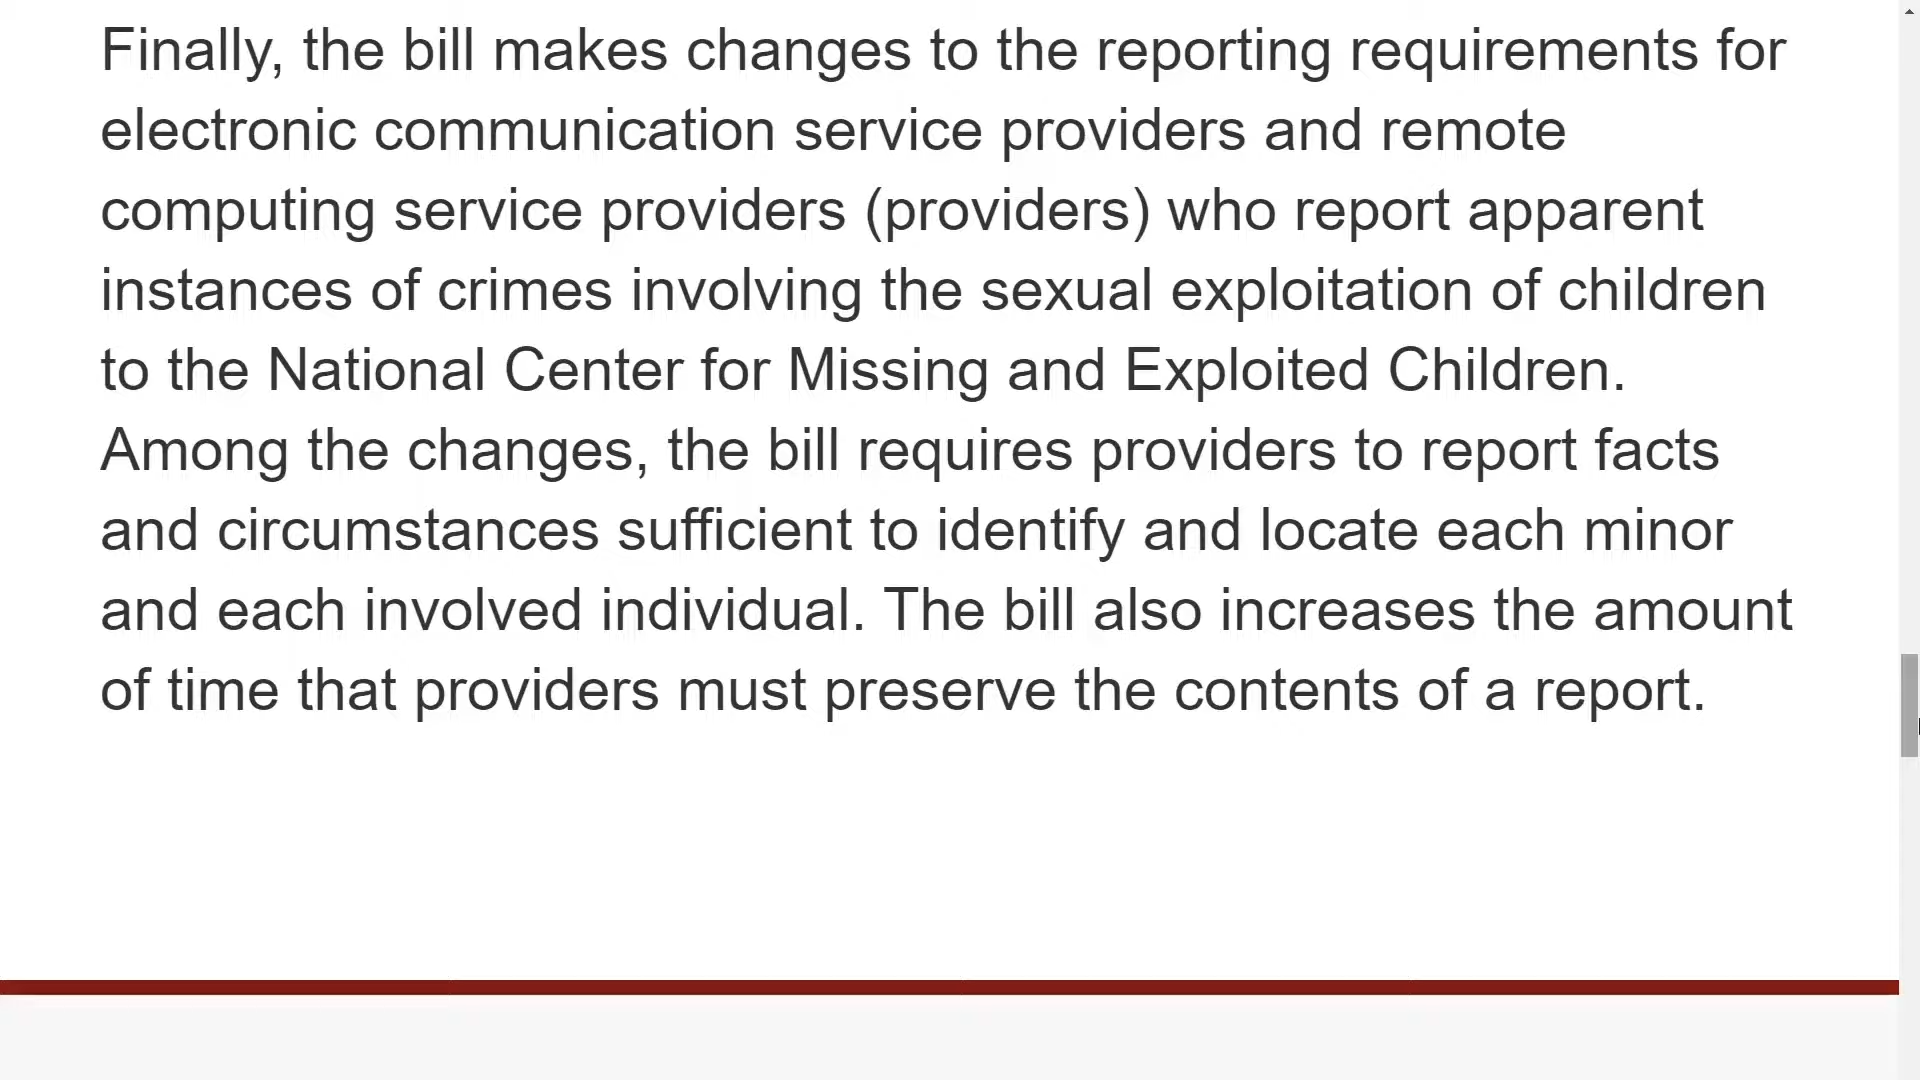 Finally, the bill makes changes to the reporting requirements for
electronic communication service providers and remote
computing service providers (providers) who report apparent
instances of crimes involving the sexual exploitation of children
to the National Center for Missing and Exploited Children.
Among the changes, the bill requires providers to report facts
and circumstances sufficient to identify and locate each minor
and each involved individual. The bill also increases the amount
of time that providers must preserve the contents of a report.